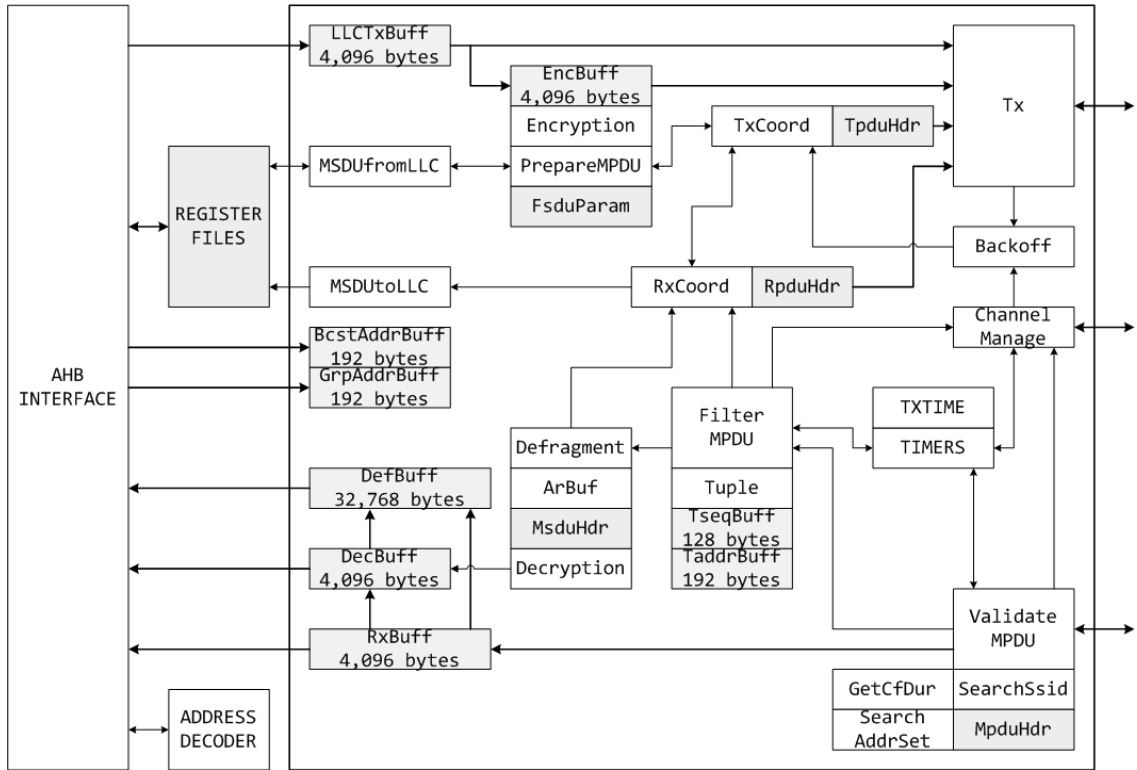 LLCTxBuff
4,096 bytes
EncBuff
4,096 bytes
Encryption
PrepareMPDU
FsduParam
TxCoord
TpduHdr
Tx
MSDUfromLLC
REGISTER
FILES
Backoff
MSDUtoLLC
RxCoord
RpduHdr
Channel
Manage
BcstAddrBuff
192 bytes
GrpAddrBuff
192 bytes
AHB
INTERFACE
Filter
MPDU
TXTIME
TIMERS
Defragment
ArBuf
MsduHdr
Decryption
Tuple
TseqBuff
128 bytes
TaddrBuff
192 bytes
DefBuff
32,768 bytes
DecBuff
4,096 bytes
RxBuff
4,096 bytes
Validate
MPDU
GetCfDur
SearchSsid
Search
AddrSet
MpduHdr
ADDRESS
DECODER